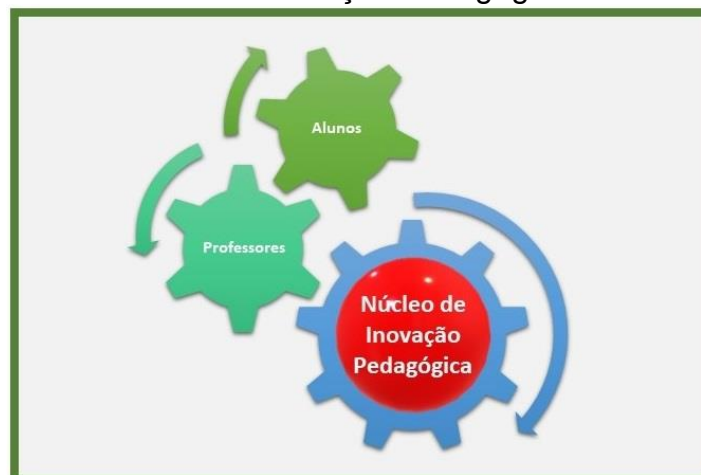 Alunos
Professores
Núcleo de
Inovação
Pedagógica